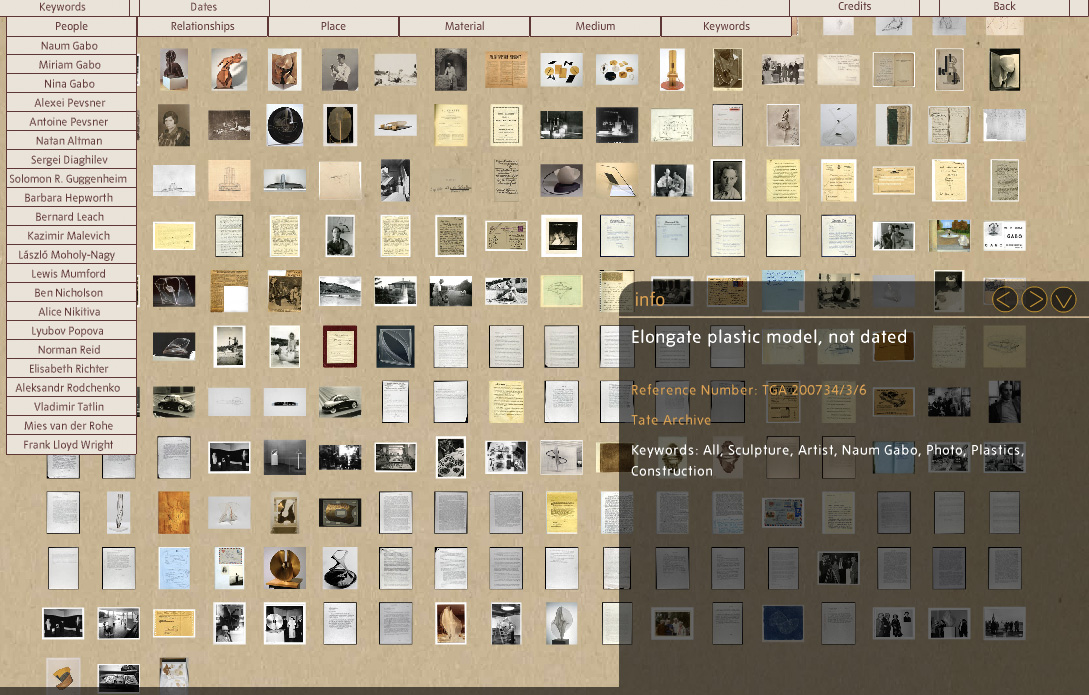 Keywords
Dates
Credits
Back
People
Relationships
Place
Material
Medium
Keywords
Naum Gabo
Miriam Gabo
Nina Gabo
Alexei Pevsner
Antoine Pevsner
Natan Altman
Sergei Diaghilev
Solomon R. Guggenheim
Barbara Hepworth
Bernard Leach
Kazimir Malevich
László Moholy-Nagy
Lewis Mumford
Ben Nicholson
Alice Nikitiva
Lyubov Popova
Norman Reid
Elisabeth Richter
Aleksandr Rodchenko
Vladimir Tatlin
Mies van der Rohe
Frank Lloyd Wright
GABO
info
Elongate plastic model, not dated
Reference Number: TGA 200734/3/6
Tate Archive
Keywords: All, Sculpture, Artist, Naum Gabo, Photo, Plastics,
Construction